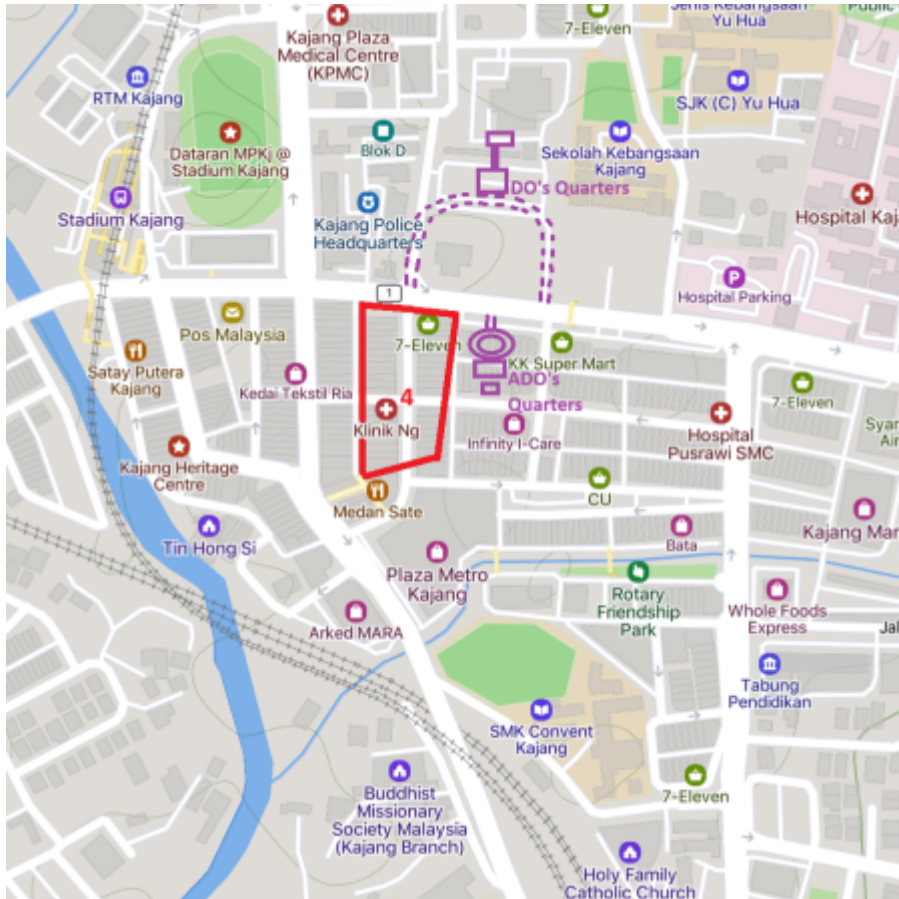 Jenis Kebangsaan
Yu Hua
Public
7-Eleven
Kajang Plaza
Medical Centre
(KPMC)
RTM Kajang
SJK (C) Yu Hua
Dataran MPKj @
Stadium Kajang
Blok D
Sekolah Kebangsaan
Kajang
DO's Quarters
Stadium Kajang
Kajang Police
Headquarters
Hospital Kaj
Hospital Parking
1
Pos Malaysia
7-Eleven
KK Super Mart
Satay Putera
Kajang
Kedai Tekstil Ria
4
ADO's
Quarters
7-Eleven
Klinik Ng
Infinity I-Care
Hospital
Pusrawi SMC
Syar
Air
Kajang Heritage
Centre
Medan Sate
CU
Kajang Mar
Tin Hong Si
Bata
Plaza Metro
Kajang
Rotary
Friendship
Park
Whole Foods
Express
Arked MARA
Jal
Tabung
Pendidikan
SMK Convent
Kajang
7-Eleven
Buddhist
Missionary
Society Malaysia
(Kajang Branch)
Holy Family
Catholic Church